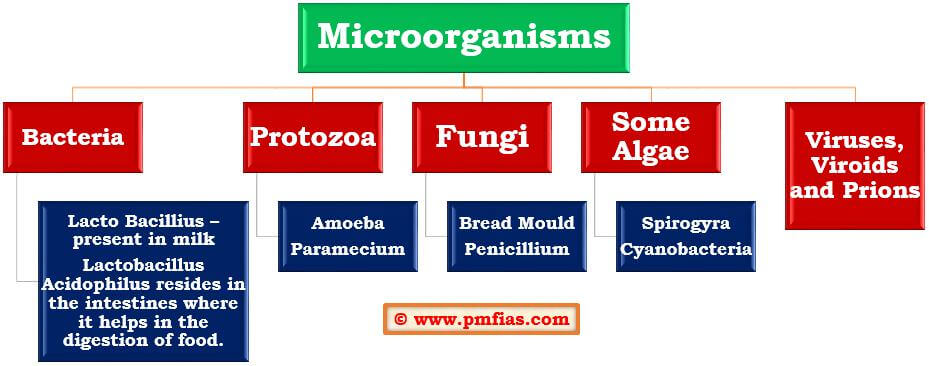 Microorganisms
Bacteria
Protozoa
Fungi
Some
Algae
Viruses,
Viroids
and Prions
Lacto Bacillius –
present in milk
Lactobacillus
Acidophilus resides in
the intestines where
it helps in the
digestion of food.
Amoeba
Paramecium
Bread Mould
Penicillium
Spirogyra
Cyanobacteria
© www.pmfias.com